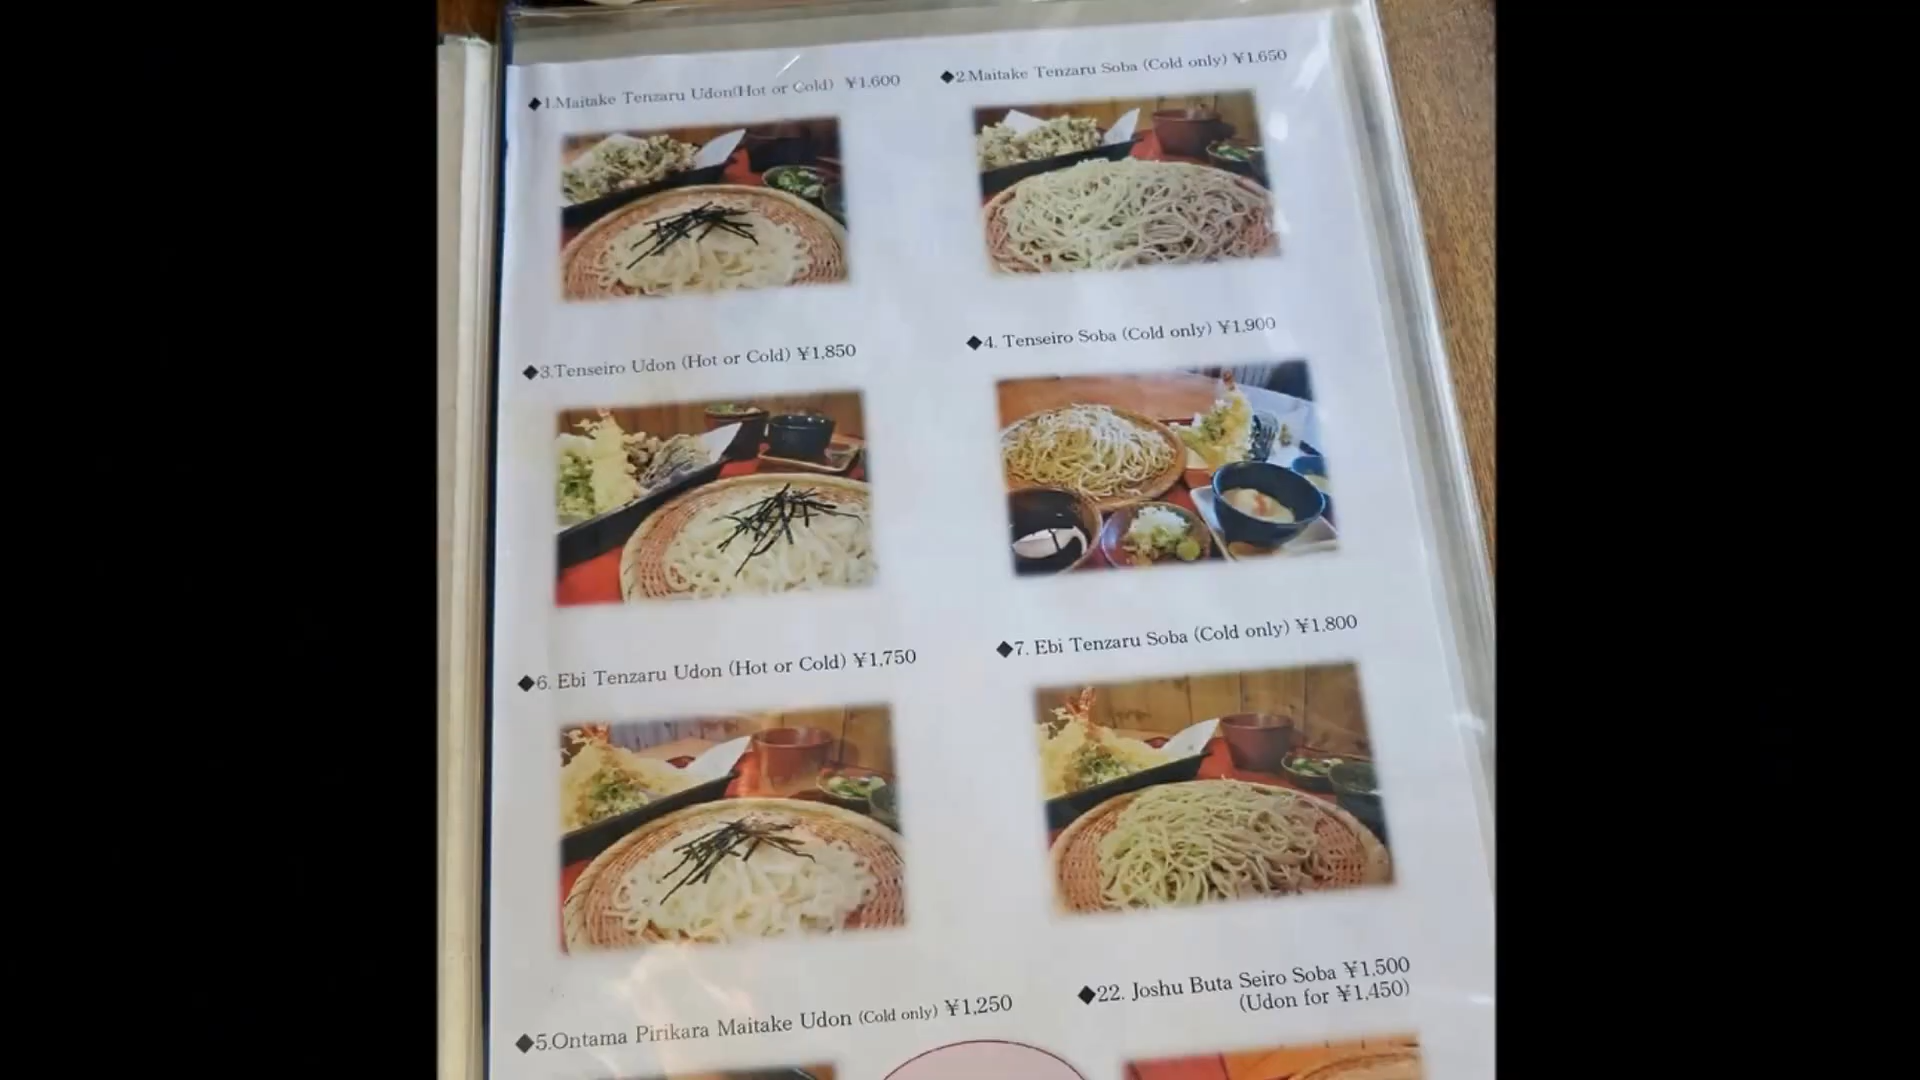 ◆1.Maitake Tenzaru Udon(Hot or Cold) ¥1,600
◆2.Maitake Tenzaru Soba (Cold only) ¥1,650
◆3.Tenseiro Udon (Hot or Cold) ¥1,850
◆4. Tenseiro Soba (Cold only) ¥1,900
◆6. Ebi Tenzaru Udon (Hot or Cold) ¥1,750
◆7. Ebi Tenzaru Soba (Cold only) ¥1,800
◆5.Ontama Pirikara Maitake Udon (Cold only) ¥1,250
◆22. Joshu Buta Seiro Soba ¥1,500
(Udon for ¥1,450)